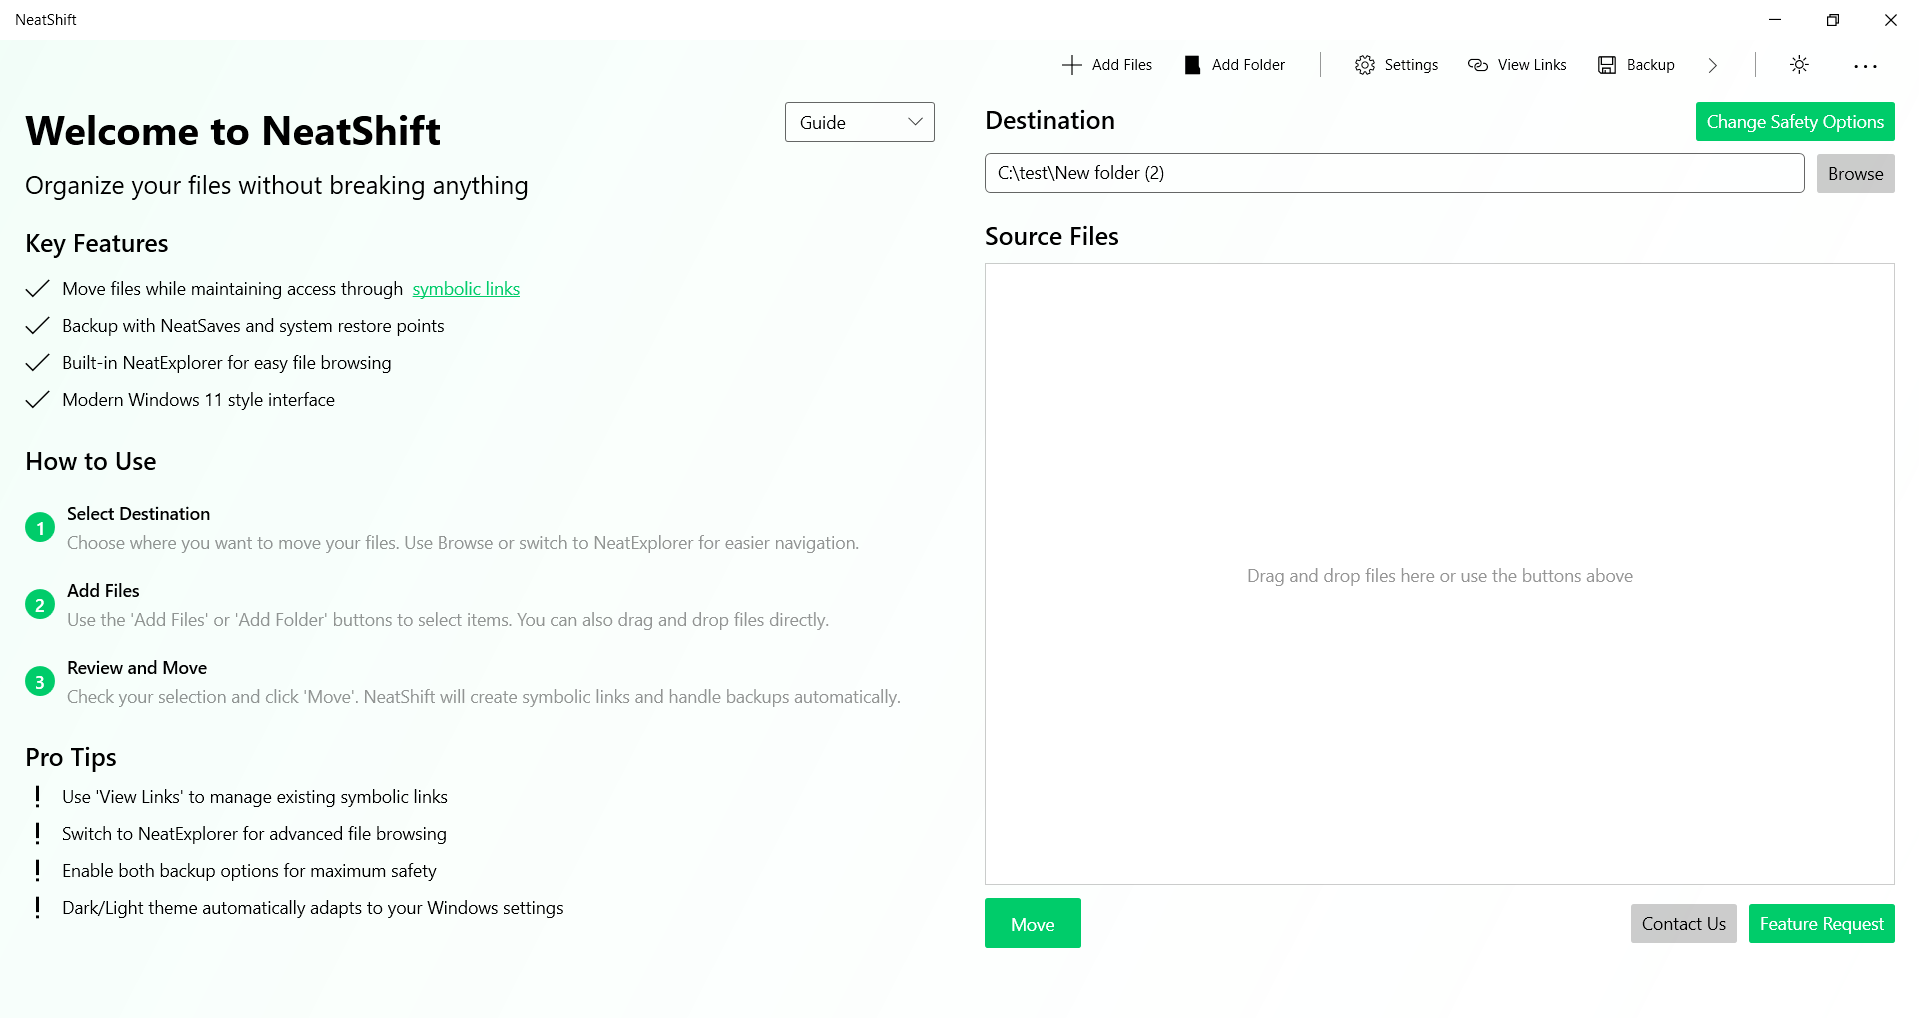 NeatShift
Add Files
Add Folder
Settings
View Links
Backup
Welcome to NeatShift
Guide
Organize your files without breaking anything
Key Features
Move files while maintaining access through symbolic links
Backup with NeatSaves and system restore points
Built-in NeatExplorer for easy file browsing
Modern Windows 11 style interface
How to Use
1
Select Destination
Choose where you want to move your files. Use Browse or switch to NeatExplorer for easier navigation.
2
Add Files
Use the 'Add Files' or 'Add Folder' buttons to select items. You can also drag and drop files directly.
3
Review and Move
Check your selection and click 'Move'. NeatShift will create symbolic links and handle backups automatically.
Pro Tips
Use 'View Links' to manage existing symbolic links
Switch to NeatExplorer for advanced file browsing
Enable both backup options for maximum safety
Dark/Light theme automatically adapts to your Windows settings
Destination
Change Safety Options
C:\test\New folder (2)
Browse
Source Files
Drag and drop files here or use the buttons above
Move
Contact Us
Feature Request